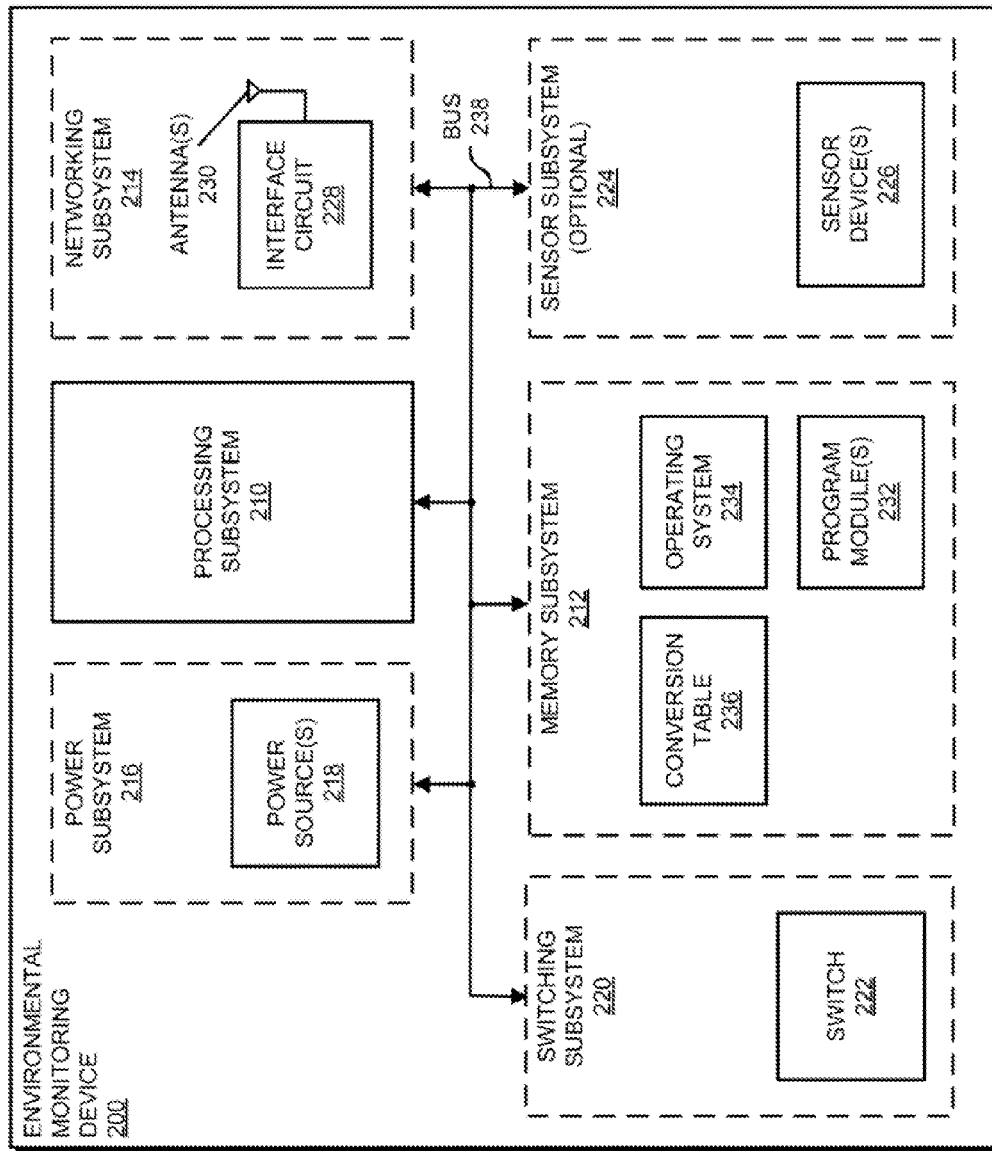 ENVIRONMENTAL
MONITORING
DEVICE
200
POWER
SUBSYSTEM
216
POWER
SOURCE(S)
218
PROCESSING
SUBSYSTEM
210
NETWORKING
SUBSYSTEM
214
ANTENNA(S)
230
INTERFACE
CIRCUIT
228
BUS
238
SWITCHING
SUBSYSTEM
220
SWITCH
222
MEMORY SUBSYSTEM
212
CONVERSION
TABLE
236
OPERATING
SYSTEM
234
PROGRAM
MODULE(S)
232
SENSOR SUBSYSTEM
(OPTIONAL)
224
SENSOR
DEVICE(S)
226